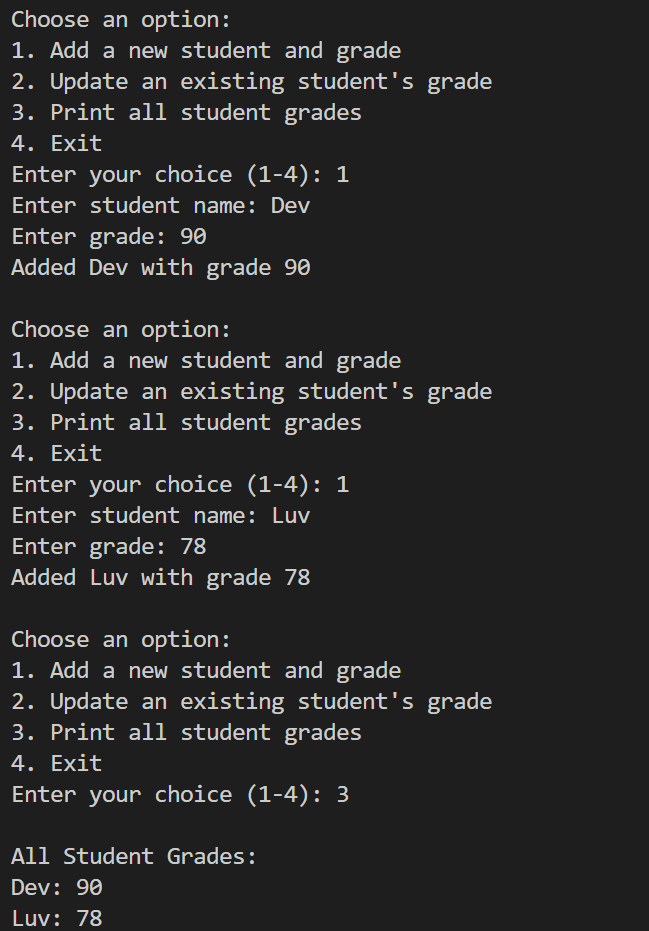 Choose an option:
1. Add a new student and grade
2. Update an existing student's grade
3. Print all student grades
4. Exit
Enter your choice (1-4): 1
Enter student name: Dev
Enter grade: 90
Added Dev with grade 90

Choose an option:
1. Add a new student and grade
2. Update an existing student's grade
3. Print all student grades
4. Exit
Enter your choice (1-4): 1
Enter student name: Luv
Enter grade: 78
Added Luv with grade 78

Choose an option:
1. Add a new student and grade
2. Update an existing student's grade
3. Print all student grades
4. Exit
Enter your choice (1-4): 3

All Student Grades:
Dev: 90
Luv: 78